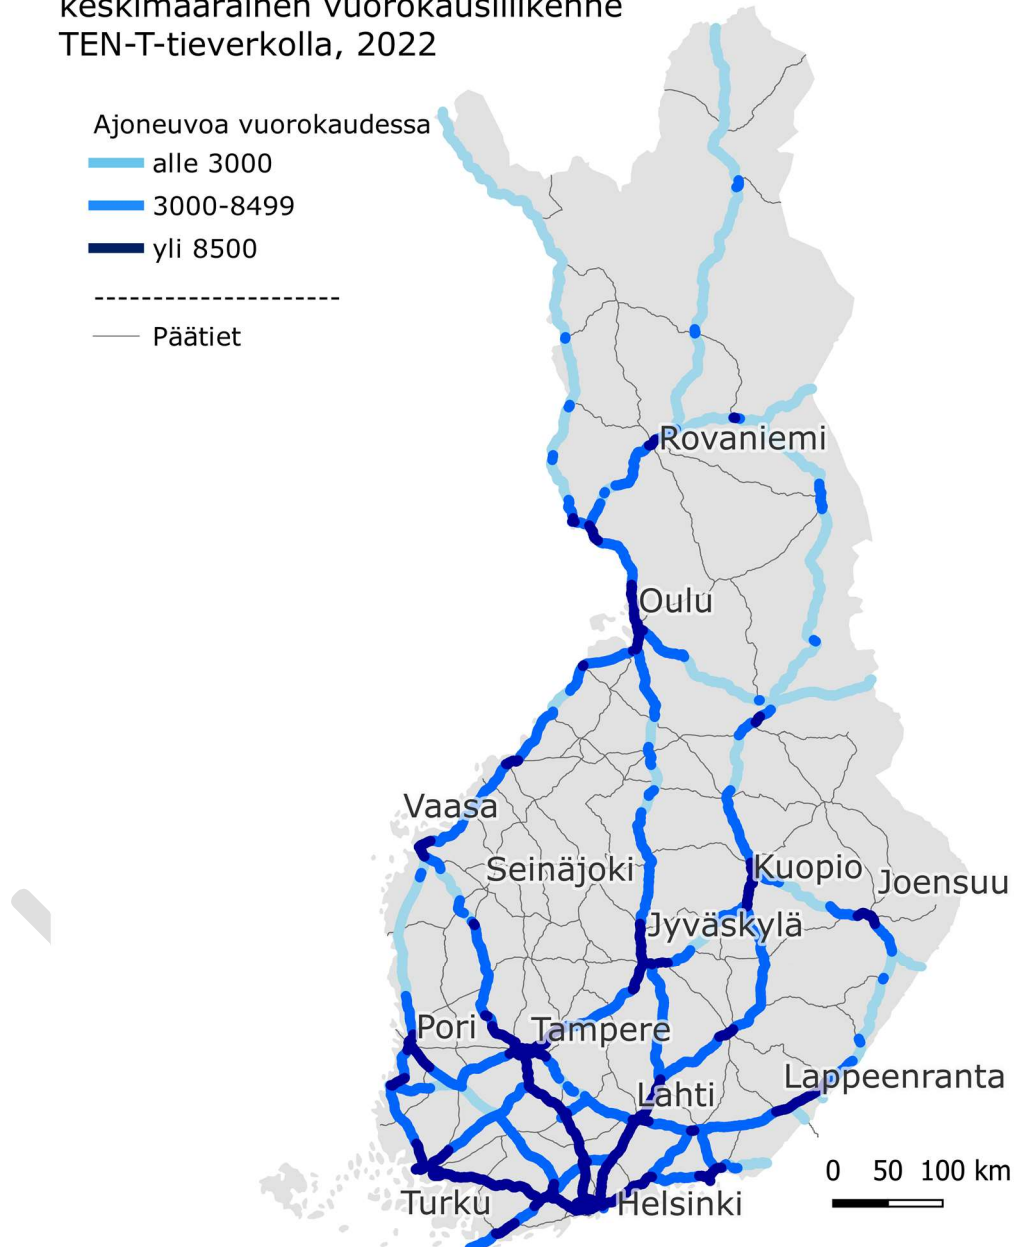 keskimääräinen vuorokausiliikenne
TEN-T-tieverkolla, 2022
Ajoneuvoa vuorokaudessa
alle 3000
3000-8499
yli 8500
---------------------
Päätiet
Rovaniemi
Oulu
Vaasa
Seinäjoki
Kuopio
Joensuu
Jyväskylä
Pori
Tampere
Lappeenranta
Lahti
0 50 100 km
Turku
Helsinki